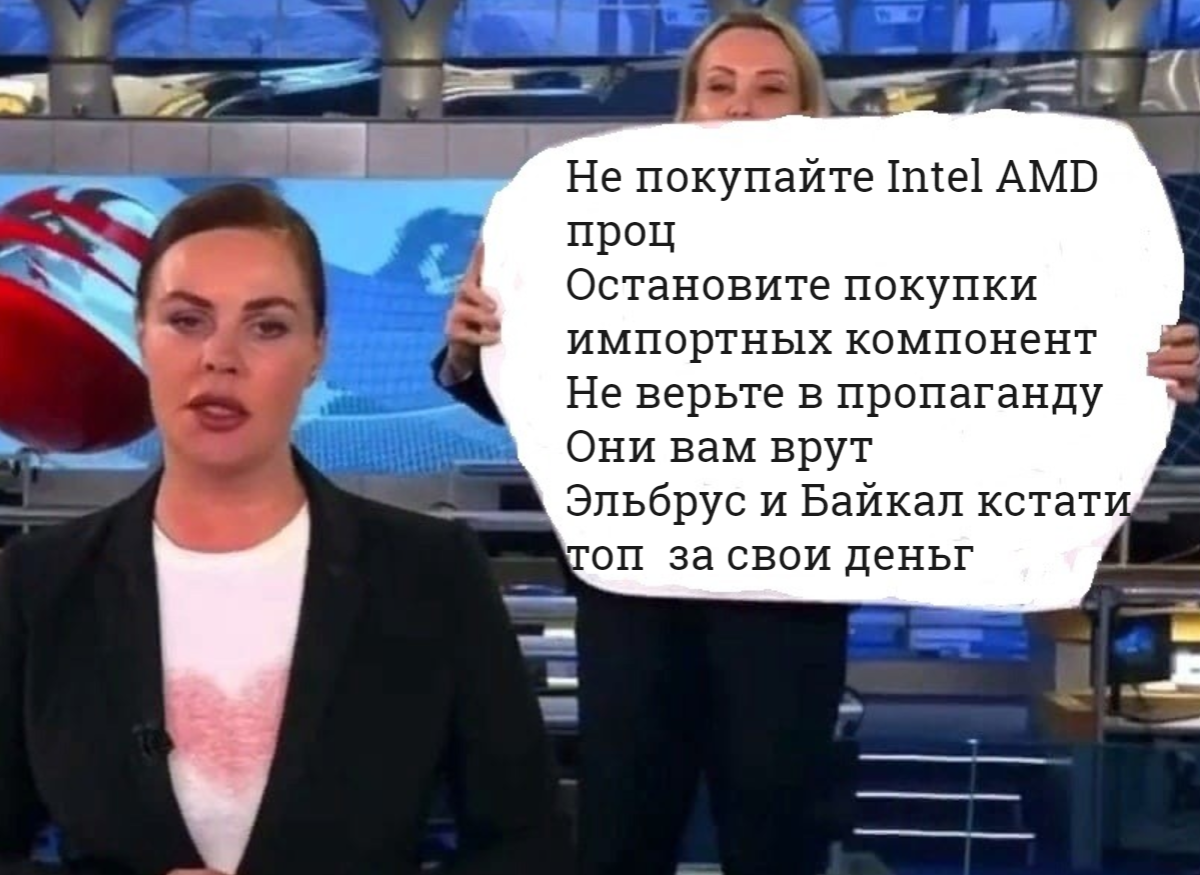 Не покупайте Intel AMD
проц
Остановите покупки
импортных компонент
Не верьте в пропаганду
Они вам врут
Эльбрус и Байкал кстати
топ  за свои деньг